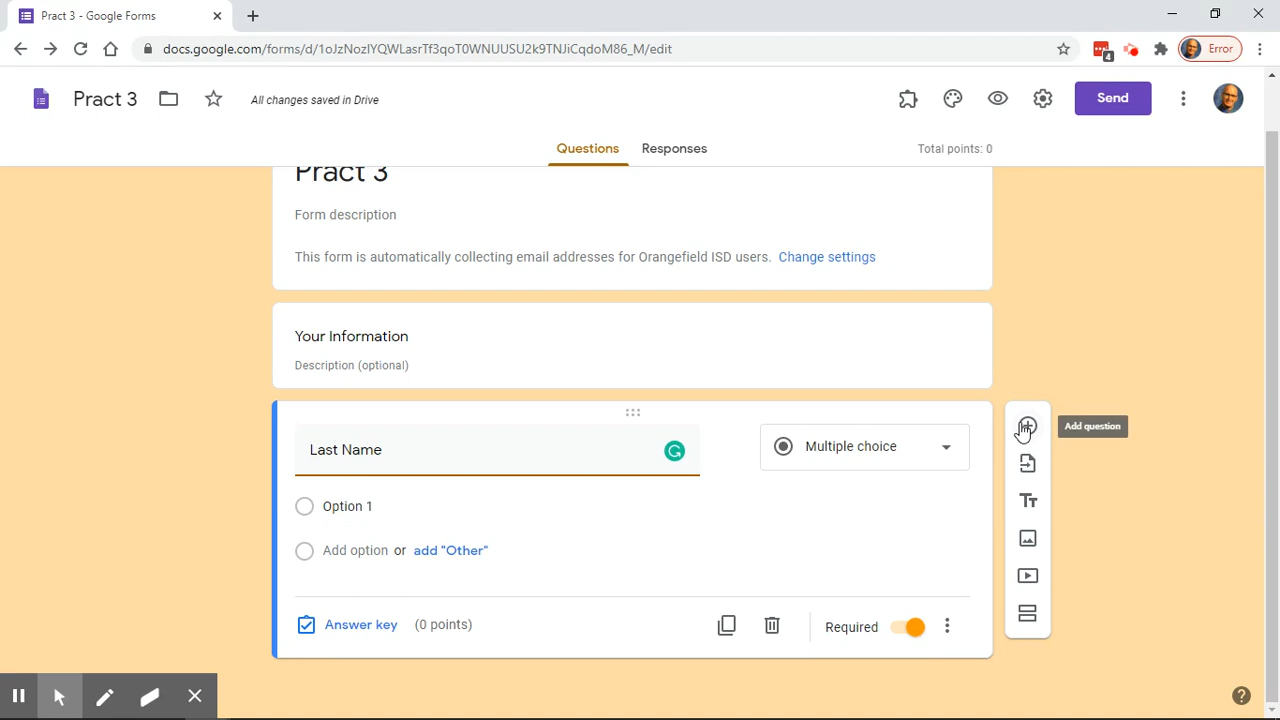 Pract 3 - Google Forms
docs.google.com/forms/d/1oJzNozIYQWLasrTf3qoT0WNUUSU2k9TNJiCqdoM86_M/edit
4
Error
Pract 3
All changes saved in Drive
Send
Questions
Responses
Total points: 0
Pract 3
Form description
This form is automatically collecting email addresses for Orangefield ISD users. Change settings
Your Information
Description (optional)
Last Name
Multiple choice
Add question
Option 1
Add option or add "Other"
Answer key (0 points)
Required